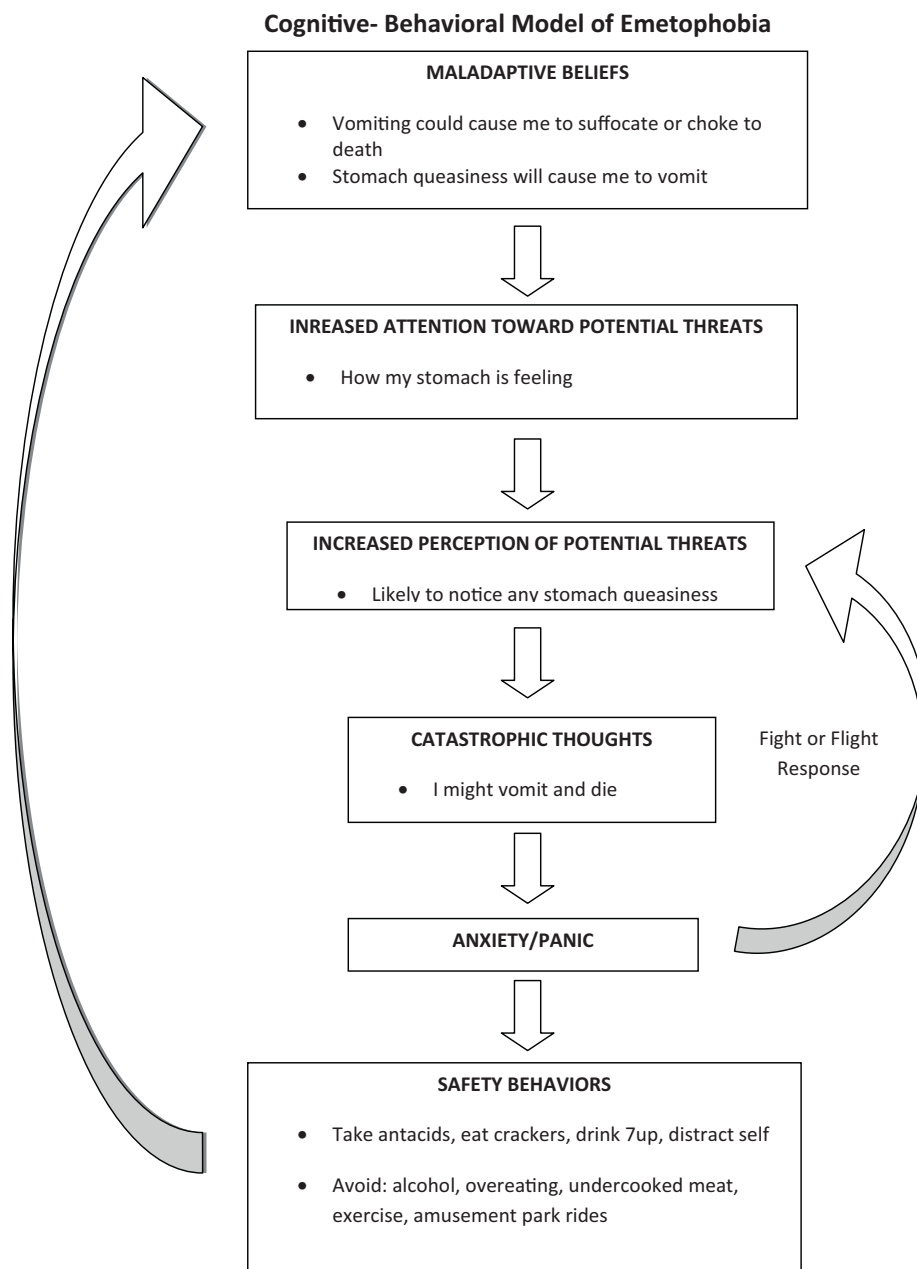 Cognitive- Behavioral Model of Emetophobia
MALADAPTIVE BELIEFS
• Vomiting could cause me to suffocate or choke to
death
• Stomach queasiness will cause me to vomit
INREASED ATTENTION TOWARD POTENTIAL THREATS
• How my stomach is feeling
INCREASED PERCEPTION OF POTENTIAL THREATS
• Likely to notice any stomach queasiness
CATASTROPHIC THOUGHTS
• I might vomit and die
Fight or Flight
Response
ANXIETY/PANIC
SAFETY BEHAVIORS
• Take antacids, eat crackers, drink 7up, distract self
• Avoid: alcohol, overeating, undercooked meat,
exercise, amusement park rides